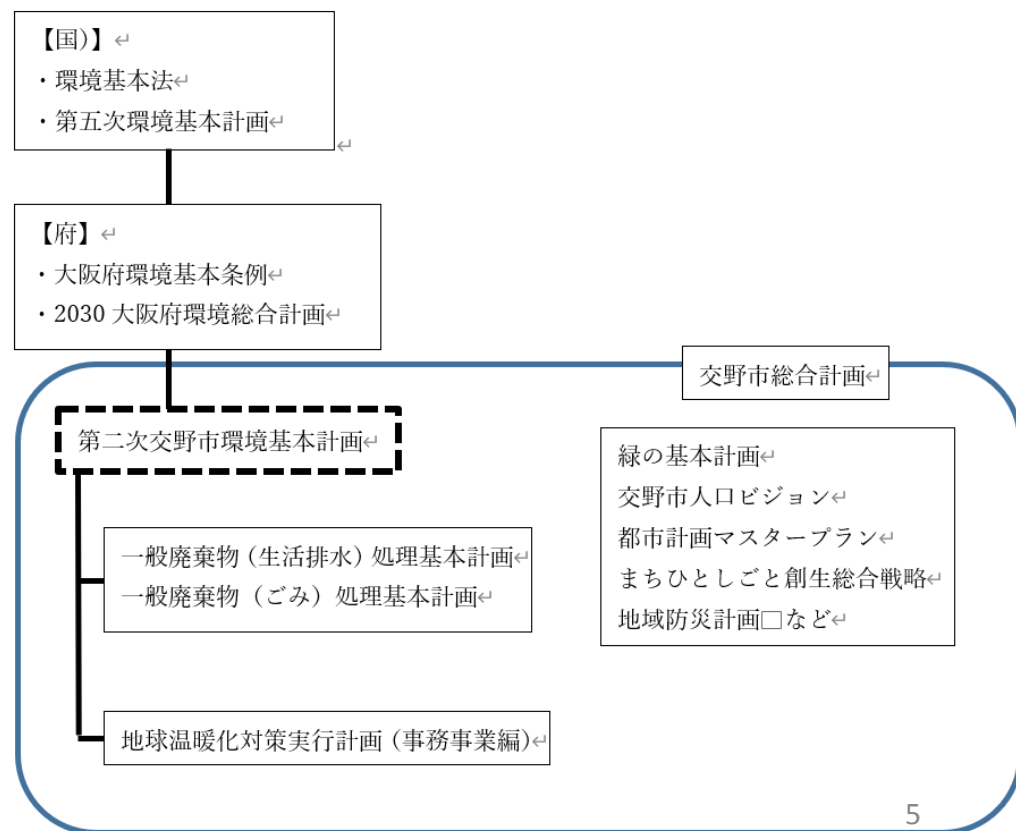 【国)】↵
・環境基本法↵
・第五次環境基本計画↵
↵
【府】↵
・大阪府環境基本条例↵
・2030 大阪府環境総合計画↵
交野市総合計画↵
第二次交野市環境基本計画↵
一般廃棄物（生活排水）処理基本計画↵
一般廃棄物（ごみ）処理基本計画↵
地球温暖化対策実行計画（事務事業編）↵
緑の基本計画↵
交野市人口ビジョン↵
都市計画マスタープラン↵
まちひとしごと創生総合戦略↵
地域防災計画□など↵
5